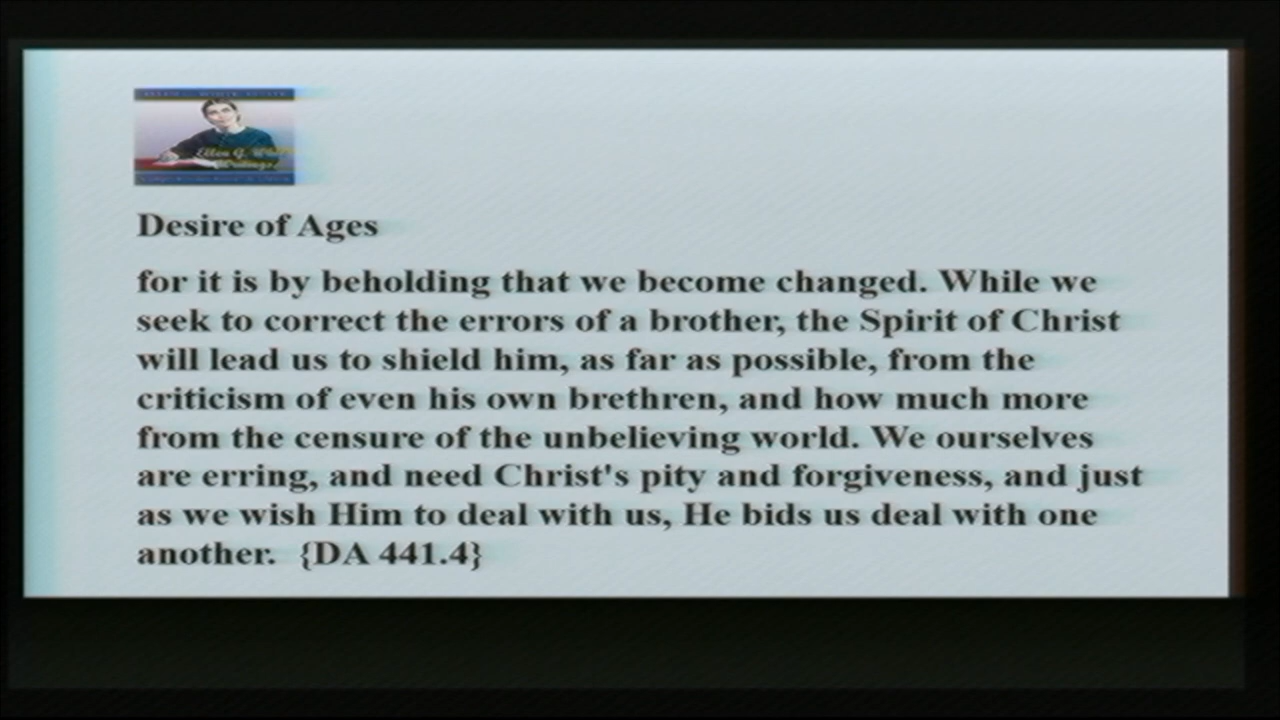 Ellen G. White
Writings
Desire of Ages
for it is by beholding that we become changed. While we
seek to correct the errors of a brother, the Spirit of Christ
will lead us to shield him, as far as possible, from the
criticism of even his own brethren, and how much more
from the censure of the unbelieving world. We ourselves
are erring, and need Christ's pity and forgiveness, and just
as we wish Him to deal with us, He bids us deal with one
another.  {DA 441.4}